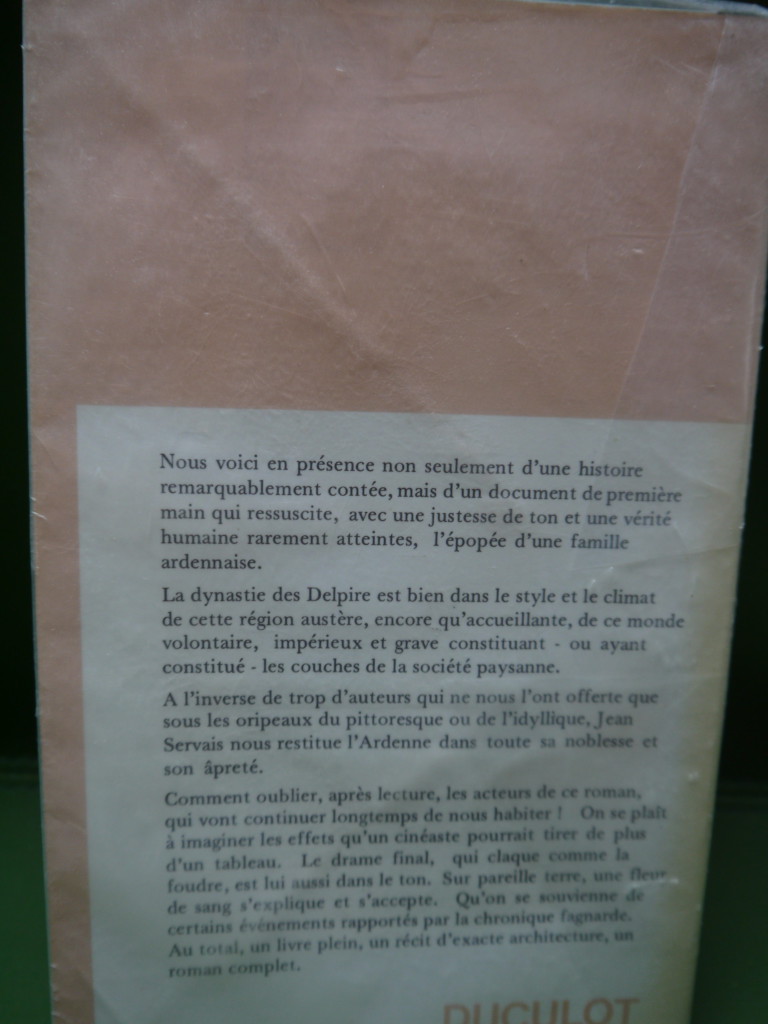 Nous voici en présence non seulement d'une histoire
remarquablement contée, mais d'un document de première
main qui ressuscite, avec une justesse de ton et une vérité
humaine rarement atteintes, l'épopée d'une famille
ardennaise.
La dynastie des Delpire est bien dans le style et le climat
de cette région austère, encore qu'accueillante, de ce monde
volontaire, impérieux et grave constituant - ou ayant
constitué - les couches de la société paysanne.
A l'inverse de trop d'auteurs qui ne nous l'ont offerte que
sous les oripeaux du pittoresque ou de l'idyllique, Jean
Servais nous restitue l'Ardenne dans toute sa noblesse et
son âpreté.
Comment oublier, après lecture, les acteurs de ce roman,
qui vont continuer longtemps de nous habiter ! On se plaît
à imaginer les effets qu'un cinéaste pourrait tirer de plus
d'un tableau. Le drame final, qui claque comme la
foudre, est lui aussi dans le ton. Sur pareille terre, une fleur
de sang s'explique et s'accepte. Qu'on se souvienne de
certains événements rapportés par la chronique fagnarde.
Au total, un livre plein, un récit d'exacte architecture, un
roman complet.
DUCULOT